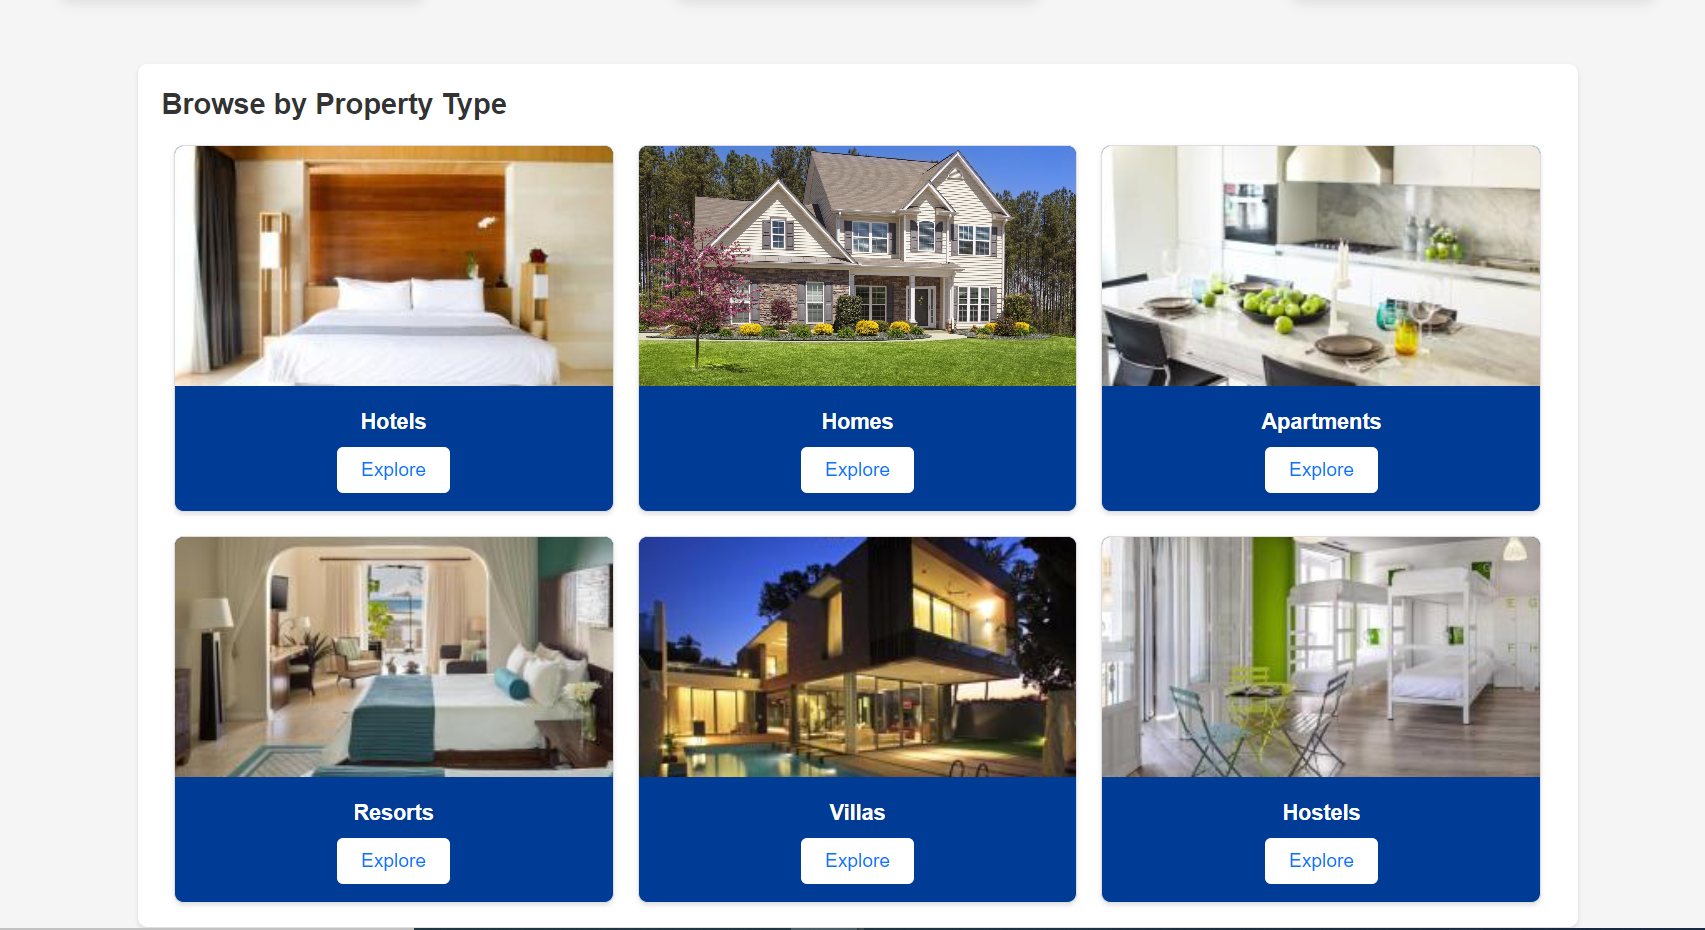 Browse by Property Type
Hotels
Explore
Homes
Explore
Apartments
Explore
Resorts
Explore
Villas
Explore
Hostels
Explore